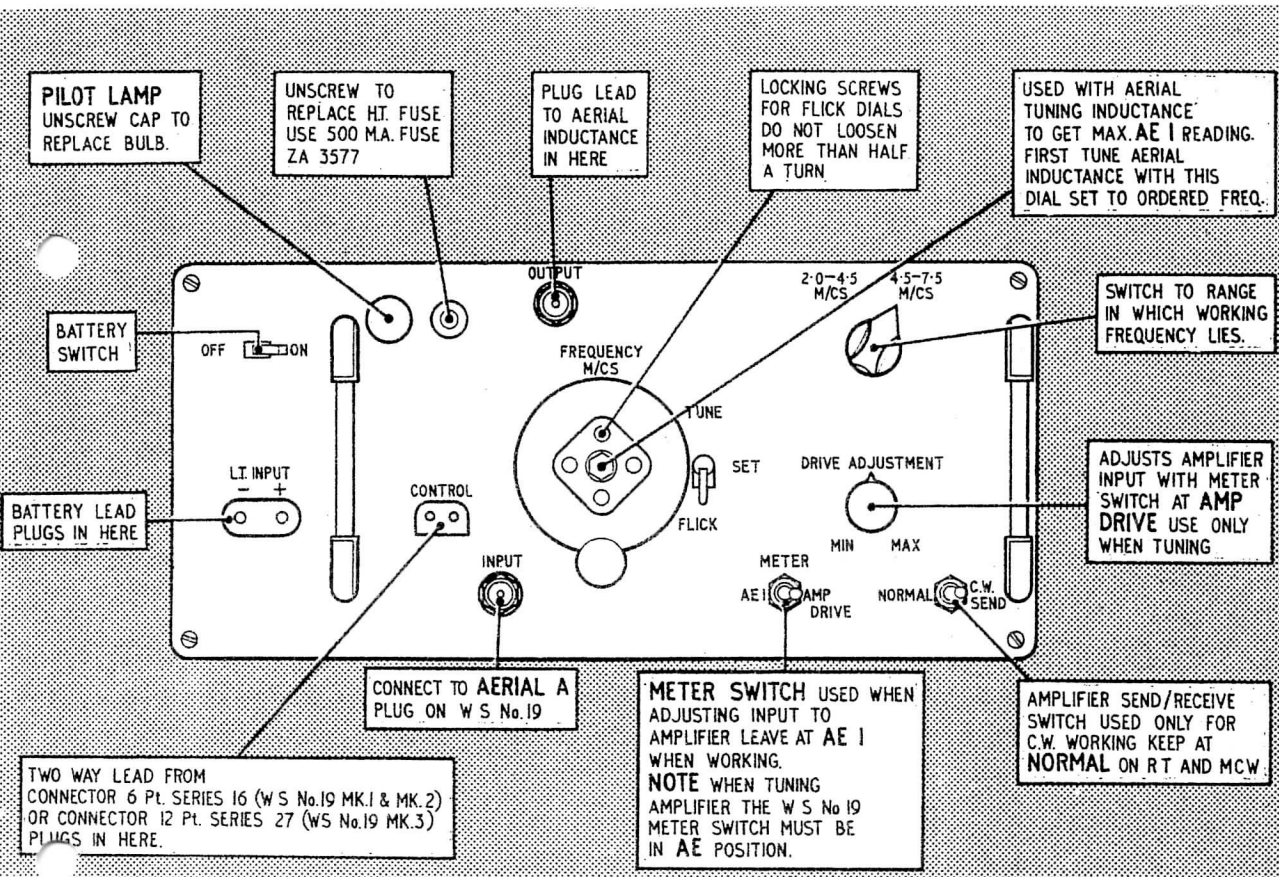 PILOT LAMP
UNSCREW CAP TO
REPLACE BULB.
UNSCREW TO
REPLACE H.T. FUSE
USE 500 M.A. FUSE
ZA 3577
PLUG LEAD
TO AERIAL
INDUCTANCE
IN HERE
LOCKING SCREWS
FOR FLICK DIALS
DO NOT LOOSEN
MORE THAN HALF
A TURN
USED WITH AERIAL
TUNING INDUCTANCE
TO GET MAX. AE I READING.
FIRST TUNE AERIAL
INDUCTANCE WITH THIS
DIAL SET TO ORDERED FREQ.
BATTERY
SWITCH
OFF
ON
OUTPUT
2·0–4·5
M/CS
4·5–7·5
M/CS
SWITCH TO RANGE
IN WHICH WORKING
FREQUENCY LIES.
FREQUENCY
M/CS
TUNE
SET
FLICK
DRIVE ADJUSTMENT
MIN
MAX
ADJUSTS AMPLIFIER
INPUT WITH METER
SWITCH AT AMP
DRIVE USE ONLY
WHEN TUNING
L.T. INPUT
– +
BATTERY LEAD
PLUGS IN HERE
CONTROL
INPUT
METER
AE I
AMP
DRIVE
NORMAL
C.W.
SEND
CONNECT TO AERIAL A
PLUG ON W S No.19
METER SWITCH USED WHEN
ADJUSTING INPUT TO
AMPLIFIER LEAVE AT AE I
WHEN WORKING.
NOTE WHEN TUNING
AMPLIFIER THE W S No 19
METER SWITCH MUST BE
IN AE POSITION.
AMPLIFIER SEND/RECEIVE
SWITCH USED ONLY FOR
C.W. WORKING KEEP AT
NORMAL ON R T AND MCW
TWO WAY LEAD FROM
CONNECTOR 6 Pt. SERIES 16 (W S No.19 MK.I & MK.2)
OR CONNECTOR 12 Pt. SERIES 27 (WS No.19 MK.3)
PLUGS IN HERE.